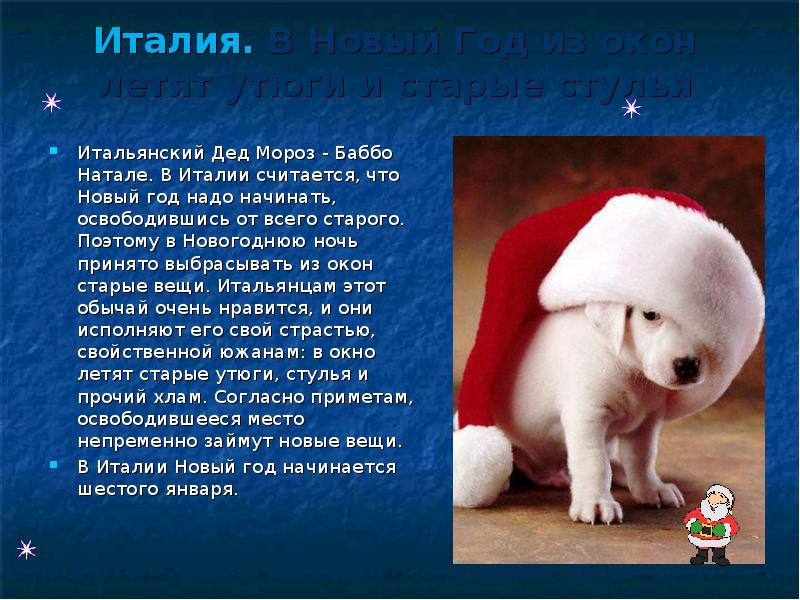 Италия. В Новый Год из окон
летят утюги и старые стулья
Итальянский Дед Мороз - Баббо
Натале. В Италии считается, что
Новый год надо начинать,
освободившись от всего старого.
Поэтому в Новогоднюю ночь
принято выбрасывать из окон
старые вещи. Итальянцам этот
обычай очень нравится, и они
исполняют его свой страстью,
свойственной южанам: в окно
летят старые утюги, стулья и
прочий хлам. Согласно приметам,
освободившееся место
непременно займут новые вещи.
В Италии Новый год начинается
шестого января.